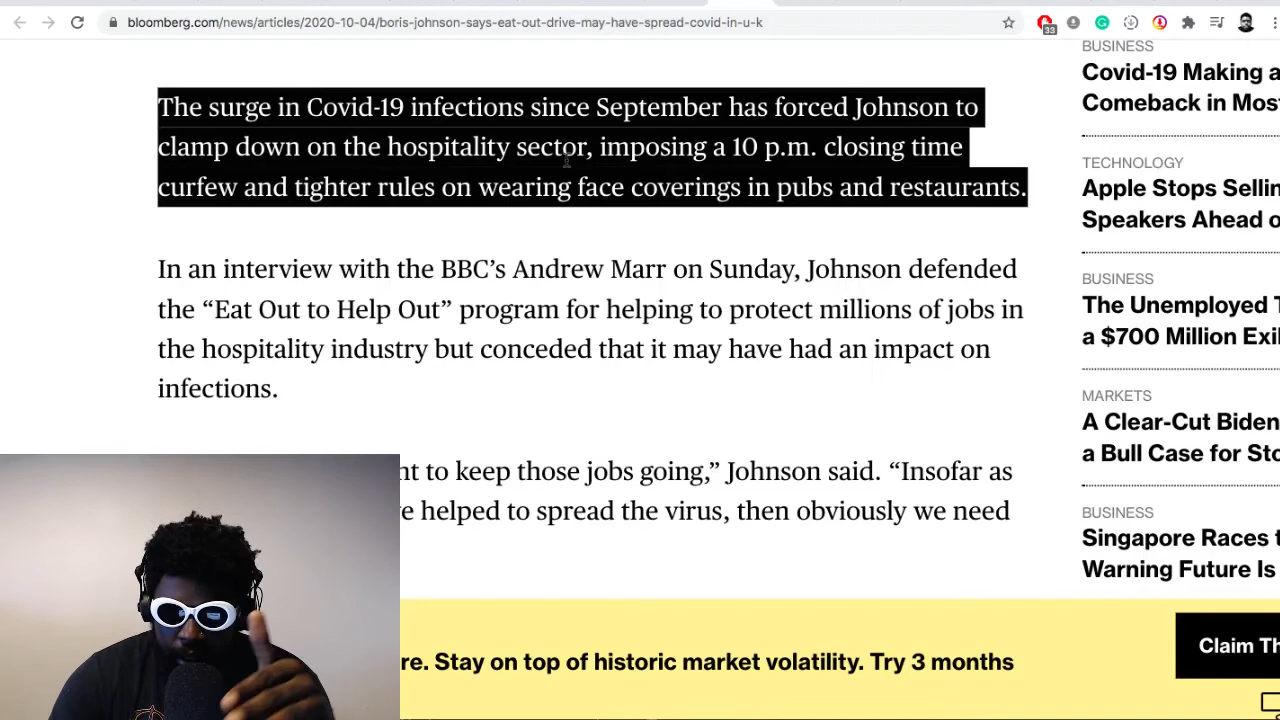 bloomberg.com/news/articles/2020-10-04/boris-johnson-says-eat-out-drive-may-have-spread-covid-in-u-k
33
The surge in Covid-19 infections since September has forced Johnson to
clamp down on the hospitality sector, imposing a 10 p.m. closing time
curfew and tighter rules on wearing face coverings in pubs and restaurants.
In an interview with the BBC’s Andrew Marr on Sunday, Johnson defended
the “Eat Out to Help Out” program for helping to protect millions of jobs in
the hospitality industry but conceded that it may have had an impact on
infections.
to keep those jobs going,” Johnson said. “Insofar as
helped to spread the virus, then obviously we need
BUSINESS
Covid-19 Making a
Comeback in
TECHNOLOGY
Apple Stops
Speakers Ahead
BUSINESS
The Unemployed
a $700 Million
MARKETS
A Clear-Cut Biden
a Bull Case for
BUSINESS
Singapore Races
Warning Future Is
Stay on top of historic market volatility. Try 3 months
Claim